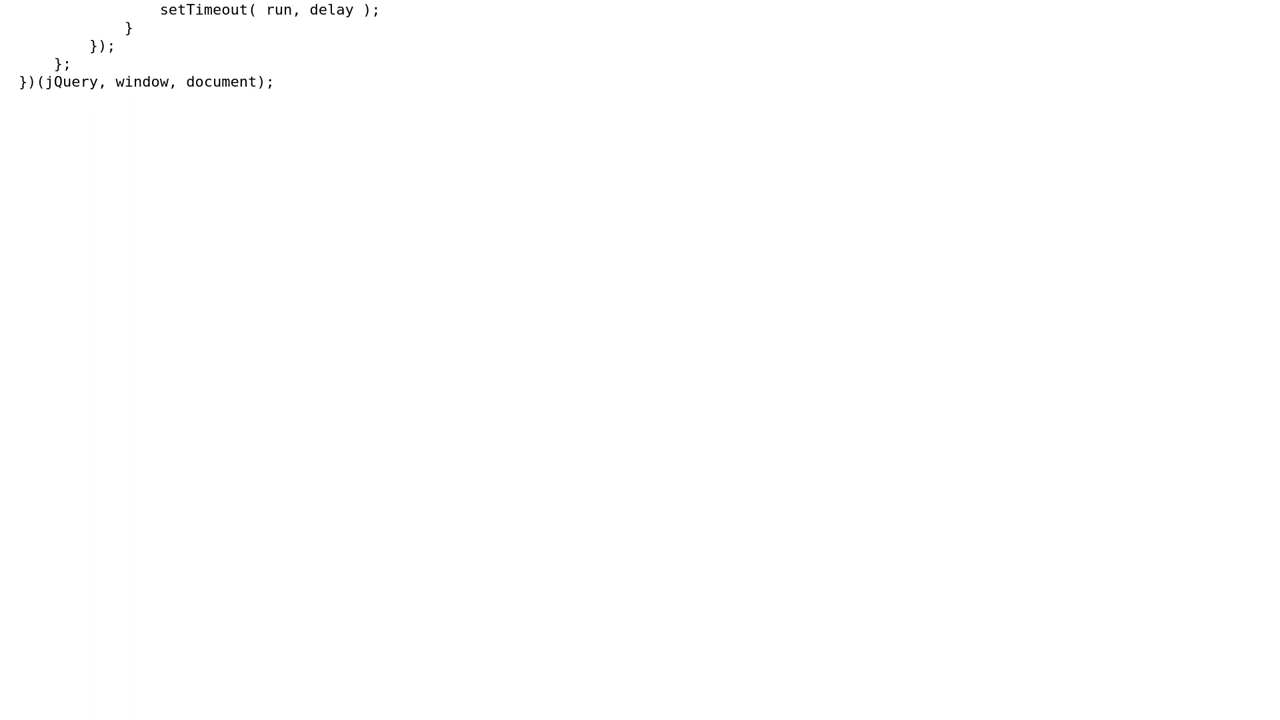 setTimeout( run, delay );
            }
        });
    };
})(jQuery, window, document);